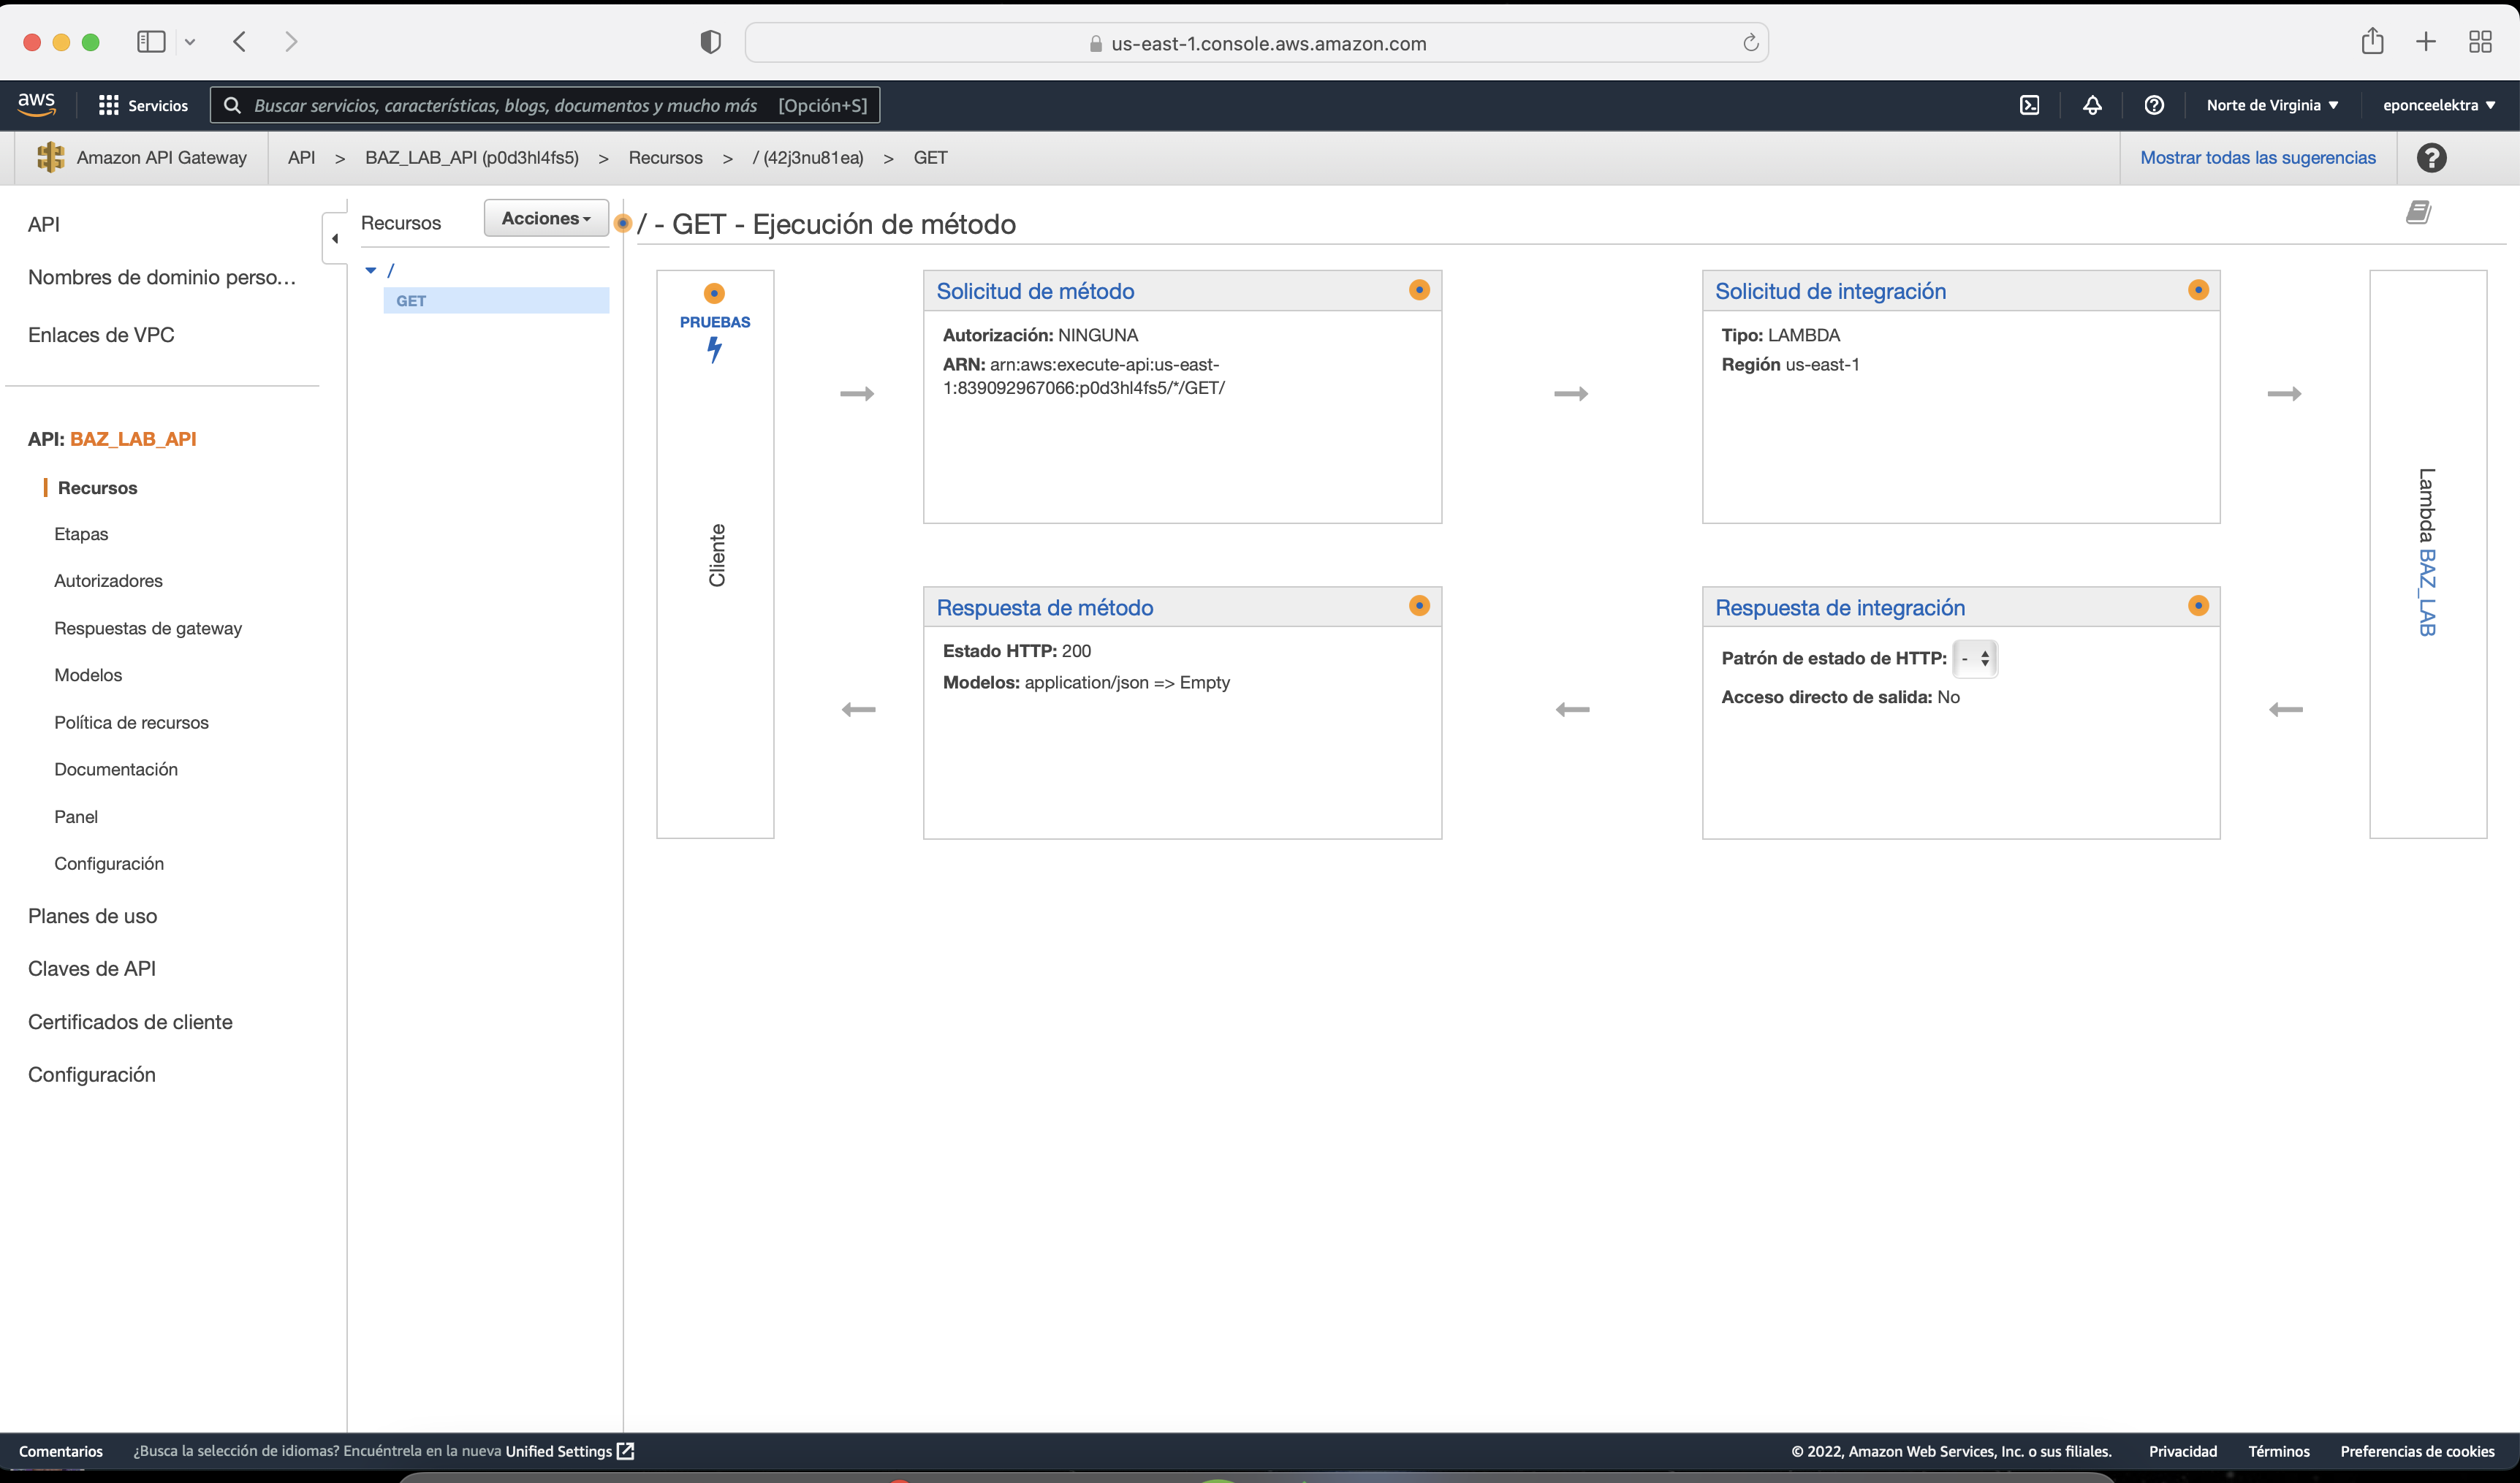 us-east-1.console.aws.amazon.com
aws
Servicios
Buscar servicios, características, blogs, documentos y mucho más [Opción+S]
Norte de Virginia
eponceelektra
Amazon API Gateway
API > BAZ_LAB_API (p0d3hl4fs5) > Recursos > / (42j3nu81ea) > GET
Mostrar todas las sugerencias
API
Nombres de dominio perso...
Enlaces de VPC
API: BAZ_LAB_API
Recursos
Etapas
Autorizadores
Respuestas de gateway
Modelos
Política de recursos
Documentación
Panel
Configuración
Planes de uso
Claves de API
Certificados de cliente
Configuración
Recursos
Acciones
/
GET
/ - GET - Ejecución de método
PRUEBAS
Cliente
Solicitud de método
Autorización: NINGUNA
ARN: arn:aws:execute-api:us-east-
1:839092967066:p0d3hl4fs5/*/GET/
Solicitud de integración
Tipo: LAMBDA
Región us-east-1
Lambda BAZ_LAB
Respuesta de método
Estado HTTP: 200
Modelos: application/json => Empty
Respuesta de integración
Patrón de estado de HTTP: -
Acceso directo de salida: No
Comentarios
¿Busca la selección de idiomas? Encuéntrela en la nueva Unified Settings
© 2022, Amazon Web Services, Inc. o sus filiales.
Privacidad
Términos
Preferencias de cookies